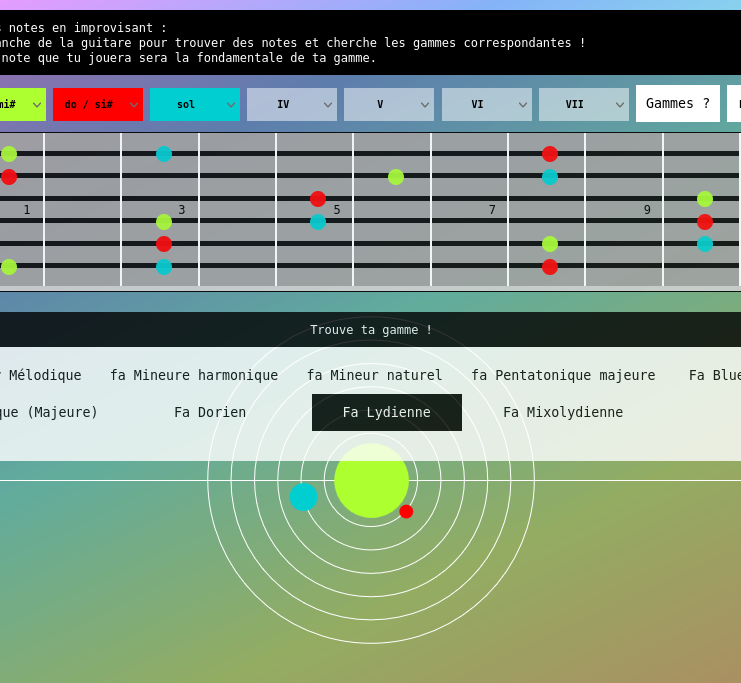 notes en improvisant :
de la guitare pour trouver des notes et cherche les gammes correspondantes !
note que tu jouera sera la fondamentale de ta gamme.
mi# do / si# sol IV V VI VII Gammes ?
1 3 5 7 9
Trouve ta gamme !
Mélodique fa Mineure harmonique fa Mineur naturel fa Pentatonique majeure Fa Blue
(Majeure) Fa Dorien Fa Lydienne Fa Mixolydienne